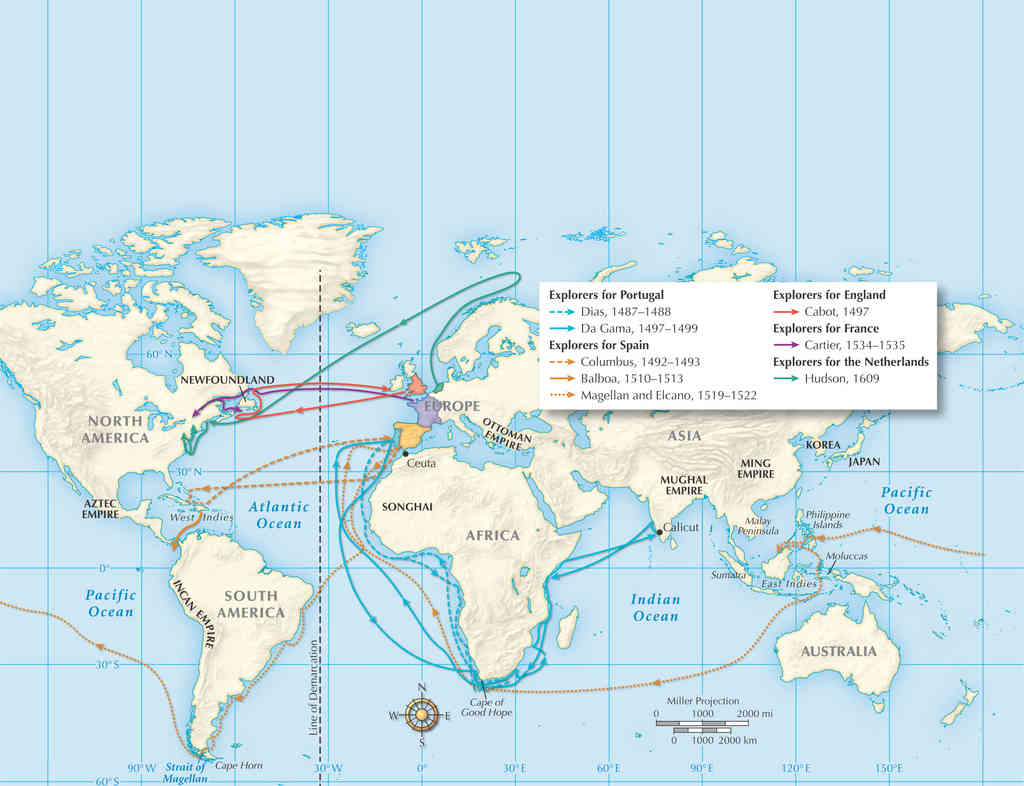 Explorers for Portugal
Dias, 1487–1488
Da Gama, 1497–1499
Explorers for Spain
Columbus, 1492–1493
Balboa, 1510–1513
Magellan and Elcano, 1519–1522
Explorers for England
Cabot, 1497
Explorers for France
Cartier, 1534–1535
Explorers for the Netherlands
Hudson, 1609
60°N
NEWFOUNDLAND
NORTH
AMERICA
EUROPE
OTTOMAN
EMPIRE
ASIA
KOREA
JAPAN
MING
EMPIRE
MUGHAL
EMPIRE
Ceuta
30°N
AZTEC
EMPIRE
West Indies
Atlantic
Ocean
SONGHAI
AFRICA
Calicut
Malay
Peninsula
Philippine
Islands
Pacific
Ocean
Moluccas
Sumatra
East Indies
0°
Pacific
Ocean
INCAN EMPIRE
SOUTH
AMERICA
Indian
Ocean
AUSTRALIA
30°S
Line of Demarcation
Cape of
Good Hope
N
W
E
S
Miller Projection
0 1000 2000 mi
0 1000 2000 km
Strait of
Magellan
Cape Horn
90°W
30°W
0°
30°E
60°E
90°E
120°E
150°E
60°S